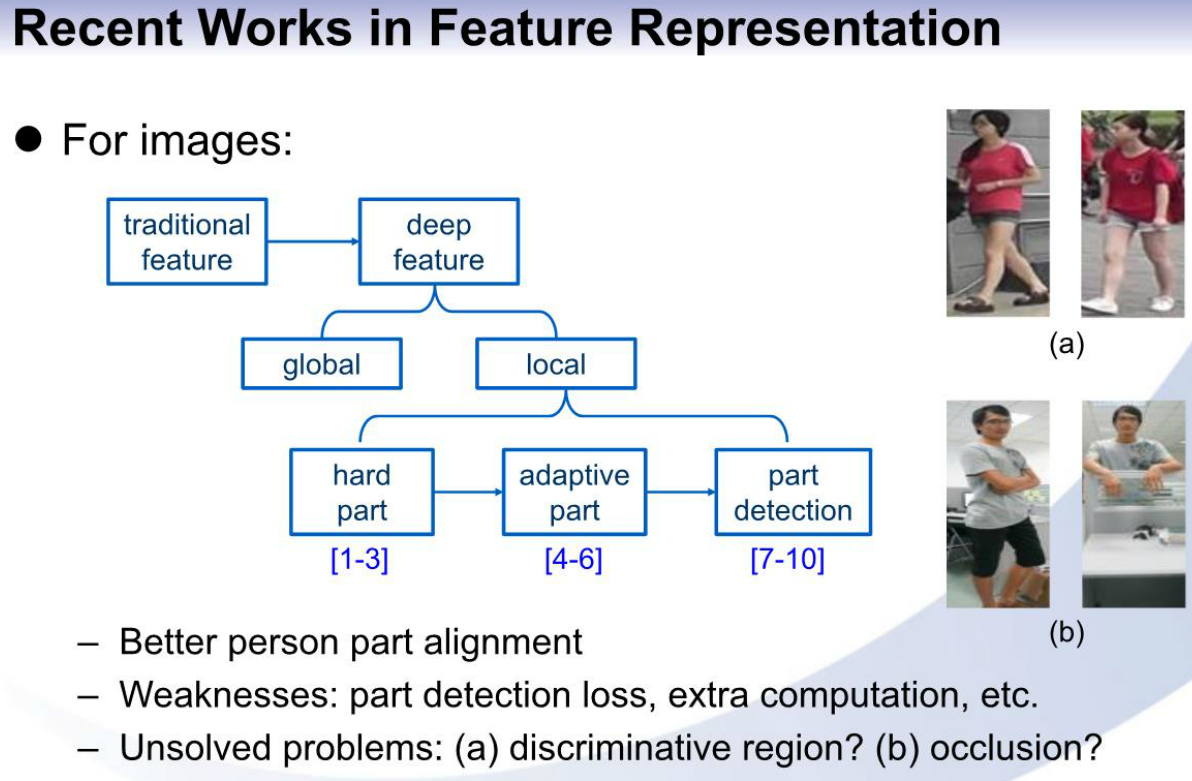 Recent Works in Feature Representation
● For images:
traditional
feature
deep
feature
global
local
hard
part
adaptive
part
part
detection
[1-3]
[4-6]
[7-10]
(a)
(b)
– Better person part alignment
– Weaknesses: part detection loss, extra computation, etc.
– Unsolved problems: (a) discriminative region? (b) occlusion?